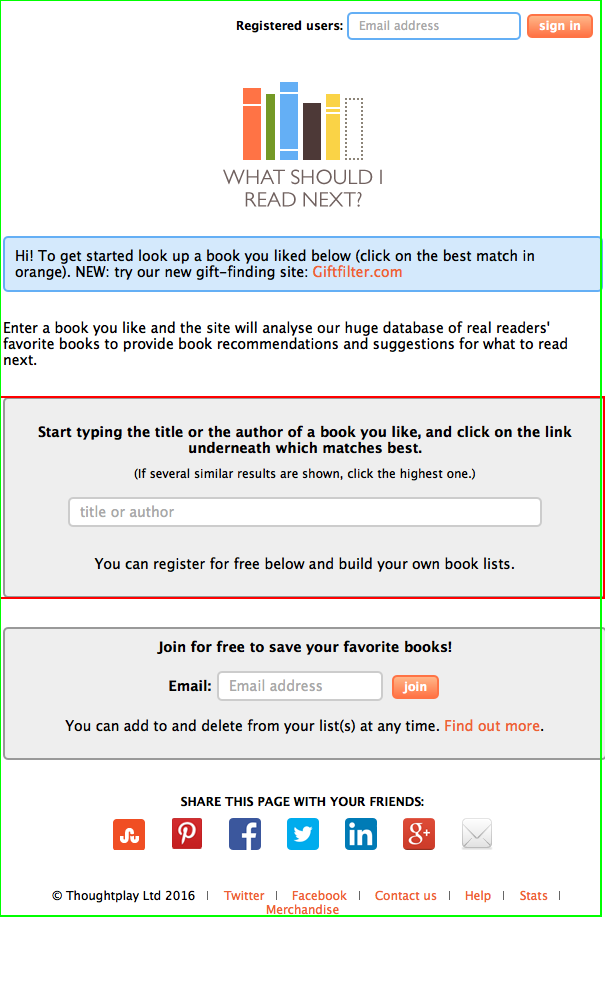 Registered users: Email address sign in
WHAT SHOULD I
READ NEXT?
Hi! To get started look up a book you liked below (click on the best match in
orange). NEW: try our new gift-finding site: Giftfilter.com
Enter a book you like and the site will analyse our huge database of real readers'
favorite books to provide book recommendations and suggestions for what to read
next.
Start typing the title or the author of a book you like, and click on the link
underneath which matches best.
(If several similar results are shown, click the highest one.)
title or author
You can register for free below and build your own book lists.
Join for free to save your favorite books!
Email: Email address join
You can add to and delete from your list(s) at any time. Find out more.
SHARE THIS PAGE WITH YOUR FRIENDS:
© Thoughtplay Ltd 2016 | Twitter | Facebook | Contact us | Help | Stats |
Merchandise